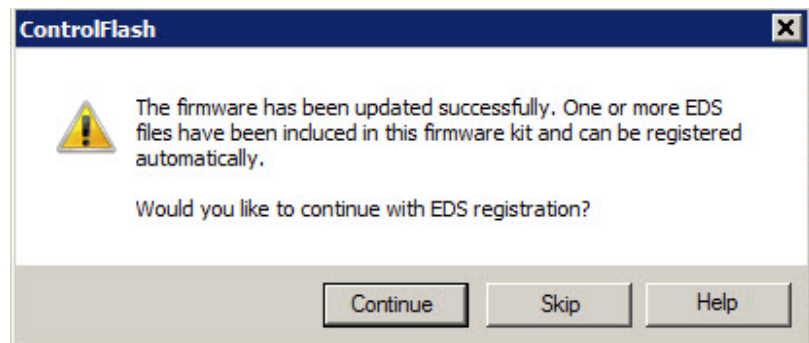 ControlFlash
The firmware has been updated successfully. One or more EDS
files have been included in this firmware kit and can be registered
automatically.
Would you like to continue with EDS registration?
Continue Skip Help